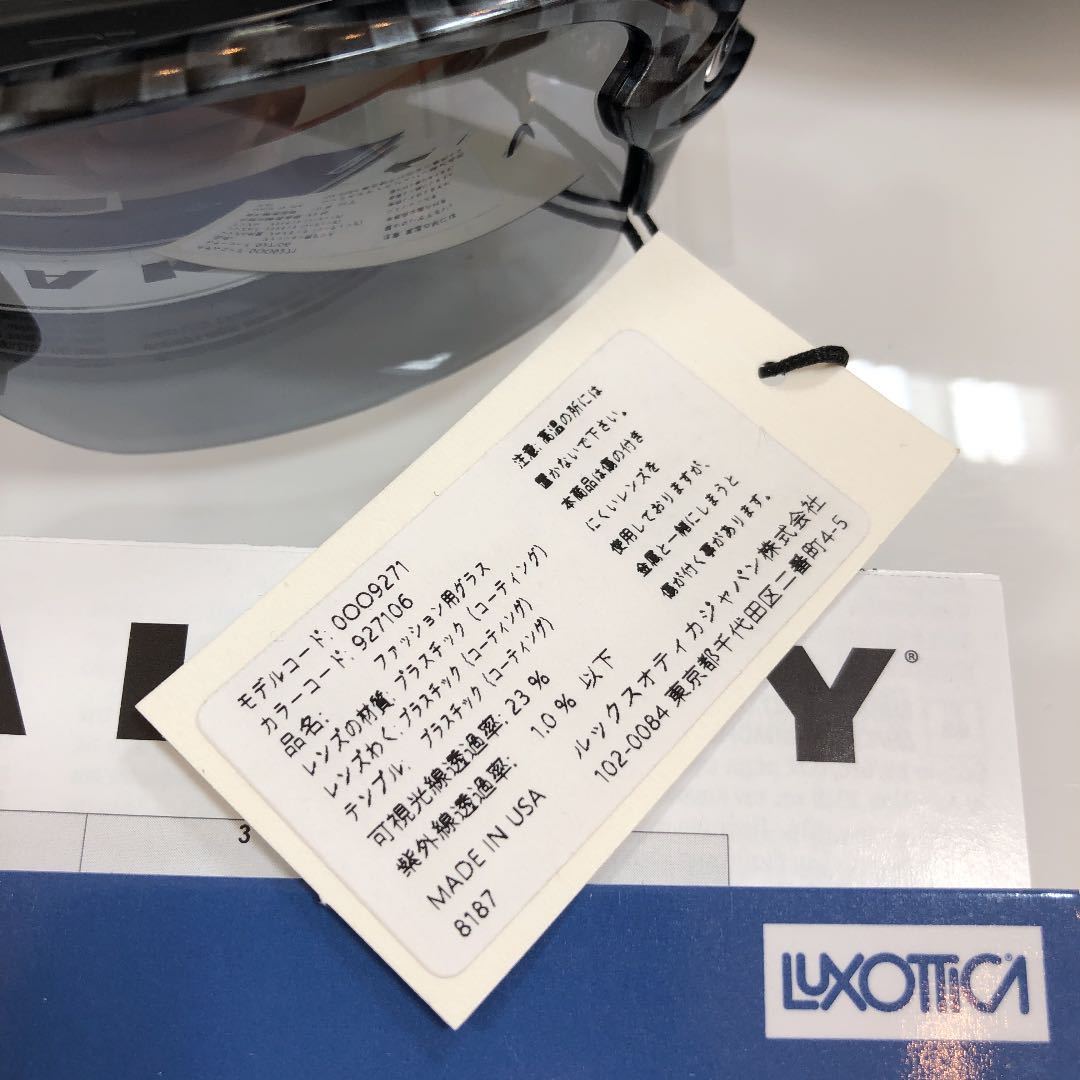 モデルコード: 0OO9271
カラーコード: 927106
品名: ファッション用グラス
レンズの材質: プラスチック (コーティング)
レンズわく: プラスチック (コーティング)
テンプル: プラスチック (コーティング)
可視光線透過率: 23 %
紫外線透過率: 1.0 % 以下
MADE IN USA
8187
注意: 高温の所には
置かないで下さい。
本商品は傷の付き
にくいレンズを
使用しておりますが、
金属と一緒にしまうと
傷が付く事があります。
ルックスオティカジャパン株式会社
102-0084 東京都千代田区二番町4-5
Y®
3
LUXOTTICA